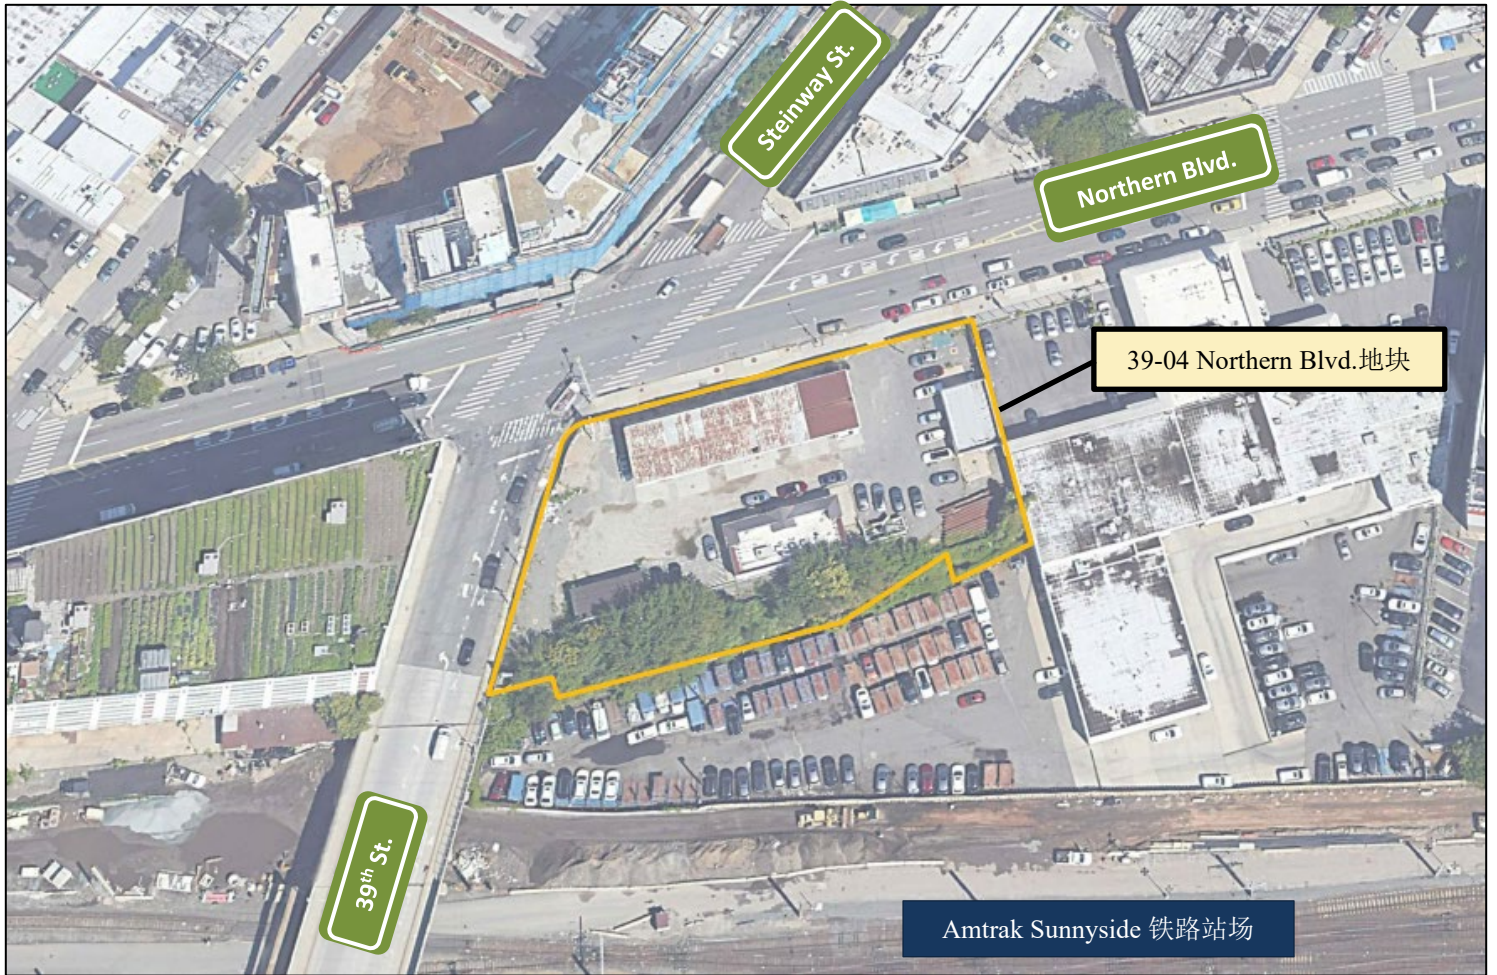 Steinway St.
Northern Blvd.
39-04 Northern Blvd.地块
39th St.
Amtrak Sunnyside 铁路站场